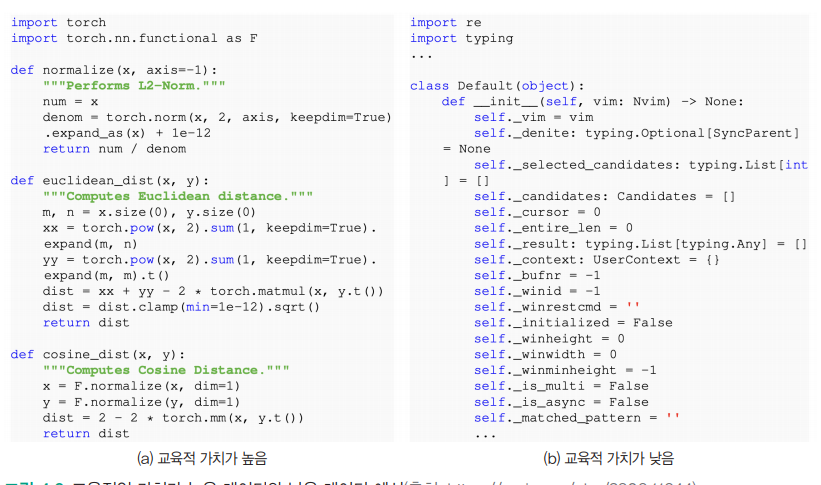 import torch
import torch.nn.functional as F
def normalize(x, axis=-1):
"""Performs L2-Norm."""
num = x
denom = torch.norm(x, 2, axis, keepdim=True)
.expand_as(x) + 1e-12
return num / denom
def euclidean_dist(x, y):
"""Computes Euclidean distance."""
m, n = x.size(0), y.size(0)
xx = torch.pow(x, 2).sum(1, keepdim=True).
expand(m, n)
yy = torch.pow(x, 2).sum(1, keepdim=True).
expand(m, m).t()
dist = xx + yy - 2 * torch.matmul(x, y.t())
dist = dist.clamp(min=1e-12).sqrt()
return dist
def cosine_dist(x, y):
"""Computes Cosine Distance."""
x = F.normalize(x, dim=1)
y = F.normalize(y, dim=1)
dist = 2 - 2 * torch.mm(x, y.t())
return dist
(a) 교육적 가치가 높음
import re
import typing
...
class Default(object):
def __init__(self, vim: Nvim) -> None:
self._vim = vim
self._denite: typing.Optional[SyncParent]
= None
self._selected_candidates: typing.List[int
] = []
self._candidates: Candidates = []
self._cursor = 0
self._entire_len = 0
self._result: typing.List[typing.Any] = []
self._context: UserContext = {}
self._bufnr = -1
self._winid = -1
self._winrestcmd = ''
self._initialized = False
self._winheight = 0
self._winwidth = 0
self._winminheight = -1
self._is_multi = False
self._is_async = False
self._matched_pattern = ''
...
(b) 교육적 가치가 낮음